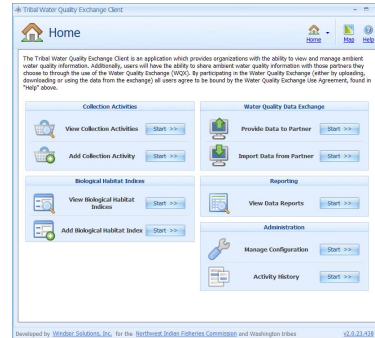 Tribal Water Quality Exchange Client
Home
Home
Map
Help
The Tribal Water Quality Exchange Client is an application which provides organizations with the ability to view and manage ambient
water quality information. Additionally, users will have the ability to share ambient water quality information with those partners they
choose to through the use of the Water Quality Exchange (WQX). By participating in the Water Quality Exchange (either by uploading,
downloading or using the data from the exchange) all users agree to be bound by the Water Quality Exchange Use Agreement, found in
"Help" above.
Collection Activities
View Collection Activities Start >>
Add Collection Activity Start >>
Biological Habitat Indices
View Biological Habitat
Indices Start >>
Add Biological Habitat Index Start >>
Water Quality Data Exchange
Provide Data to Partner Start >>
Import Data from Partner Start >>
Reporting
View Data Reports Start >>
Administration
Manage Configuration Start >>
Activity History Start >>
Developed by Windsor Solutions, Inc. for the Northwest Indian Fisheries Commission and Washington tribes v2.0.23.438